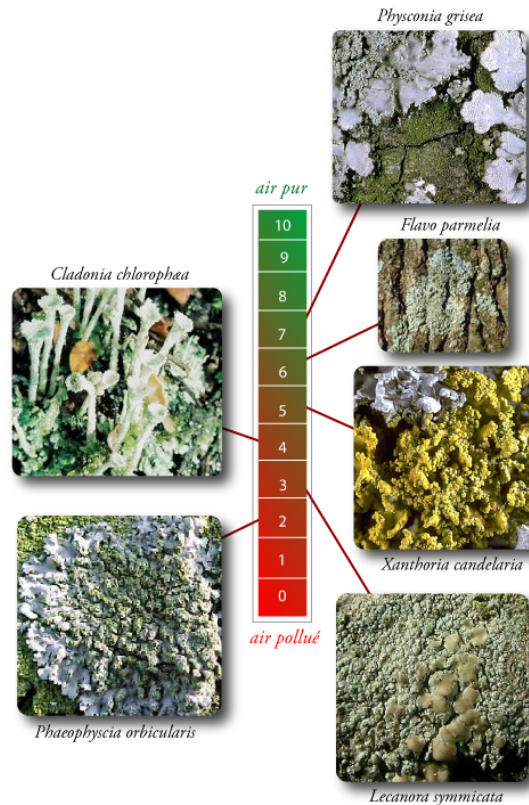 Physconia grisea
air pur
Flavo parmelia
Cladonia chlorophæa
10
9
8
7
6
5
4
3
2
1
0
Xanthoria candelaria
air pollué
Phaeophyscia orbicularis
Lecanora symmicata